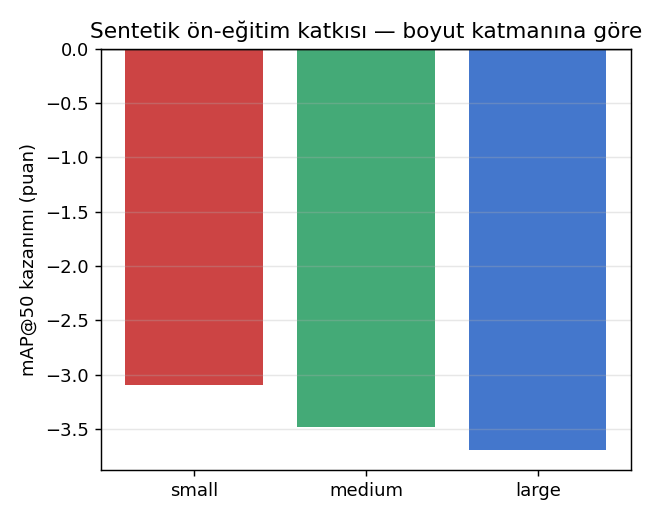 Sentetik ön-eğitim katkısı — boyut katmanına göre
mAP@50 kazanımı (puan)
0.0
−0.5
−1.0
−1.5
−2.0
−2.5
−3.0
−3.5
small
medium
large